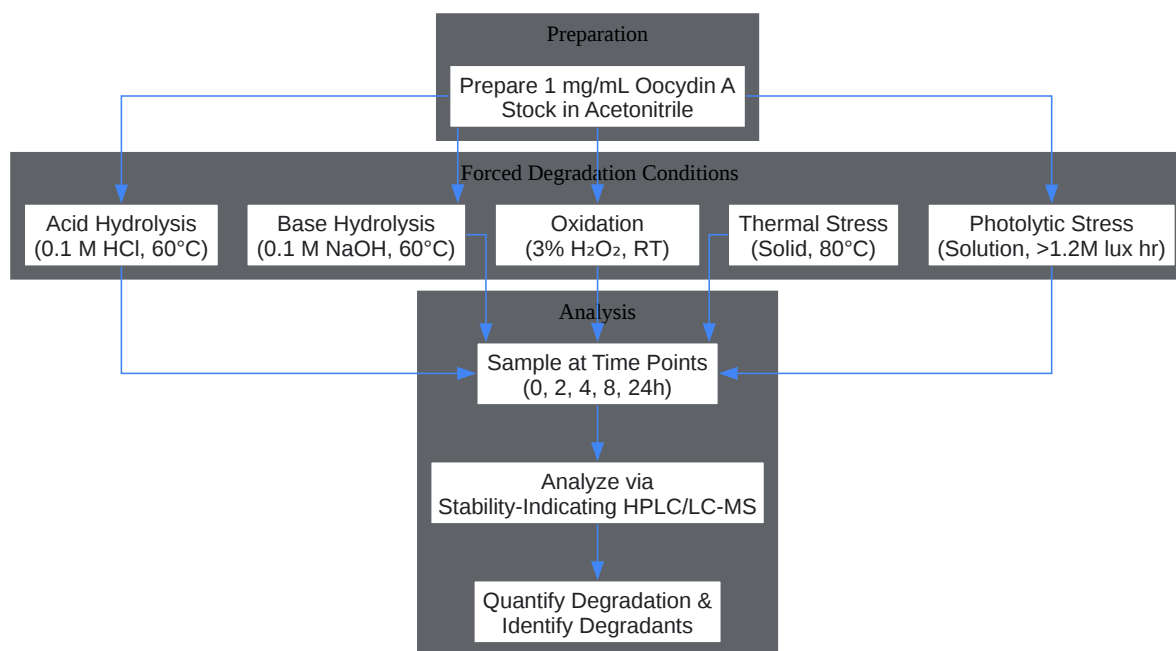 Preparation
Prepare 1 mg/mL Oocydin A
Stock in Acetonitrile
Forced Degradation Conditions
Acid Hydrolysis
(0.1 M HCl, 60°C)
Base Hydrolysis
(0.1 M NaOH, 60°C)
Oxidation
(3% H₂O₂, RT)
Thermal Stress
(Solid, 80°C)
Photolytic Stress
(Solution, >1.2M lux hr)
Analysis
Sample at Time Points
(0, 2, 4, 8, 24h)
Analyze via
Stability-Indicating HPLC/LC-MS
Quantify Degradation &
Identify Degradants